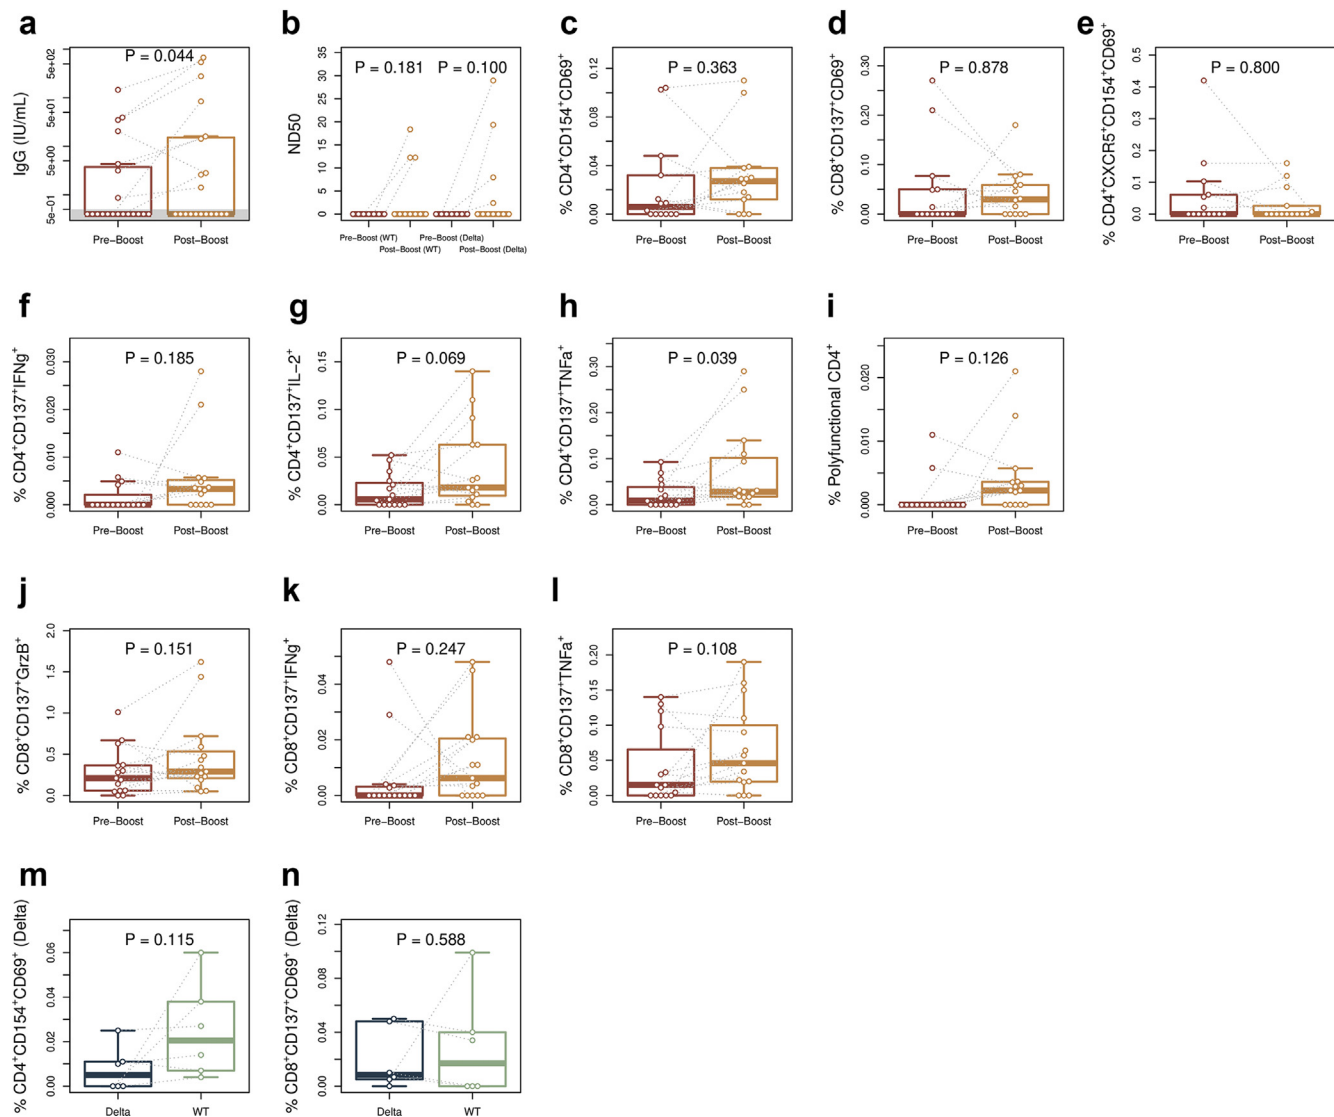 a
P = 0.044
IgG (IU/mL)
5e+02
5e+01
5e+00
5e−01
Pre−Boost
Post−Boost
b
P = 0.181
P = 0.100
ND50
35
30
25
20
15
10
5
0
Pre−Boost (WT)
Pre−Boost (Delta)
Post−Boost (WT)
Post−Boost (Delta)
c
P = 0.363
% CD4⁺CD154⁺CD69⁺
0.12
0.08
0.04
0.00
Pre−Boost
Post−Boost
d
P = 0.878
% CD8⁺CD137⁺CD69⁺
0.30
0.20
0.10
0.00
Pre−Boost
Post−Boost
e
P = 0.800
% CD4⁺CXCR5⁺CD154⁺CD69⁺
0.5
0.4
0.3
0.2
0.1
0.0
Pre−Boost
Post−Boost
f
P = 0.185
% CD4⁺CD137⁺IFNg⁺
0.030
0.020
0.010
0.000
Pre−Boost
Post−Boost
g
P = 0.069
% CD4⁺CD137⁺IL−2⁺
0.15
0.10
0.05
0.00
Pre−Boost
Post−Boost
h
P = 0.039
% CD4⁺CD137⁺TNFa⁺
0.30
0.20
0.10
0.00
Pre−Boost
Post−Boost
i
P = 0.126
% Polyfunctional CD4⁺
0.020
0.010
0.000
Pre−Boost
Post−Boost
j
P = 0.151
% CD8⁺CD137⁺GrzB⁺
2.0
1.5
1.0
0.5
0.0
Pre−Boost
Post−Boost
k
P = 0.247
% CD8⁺CD137⁺IFNg⁺
0.04
0.02
0.00
Pre−Boost
Post−Boost
l
P = 0.108
% CD8⁺CD137⁺TNFa⁺
0.20
0.15
0.10
0.05
0.00
Pre−Boost
Post−Boost
m
P = 0.115
% CD4⁺CD154⁺CD69⁺ (Delta)
0.06
0.04
0.02
0.00
Delta
WT
n
P = 0.588
% CD8⁺CD137⁺CD69⁺ (Delta)
0.12
0.08
0.04
0.00
Delta
WT